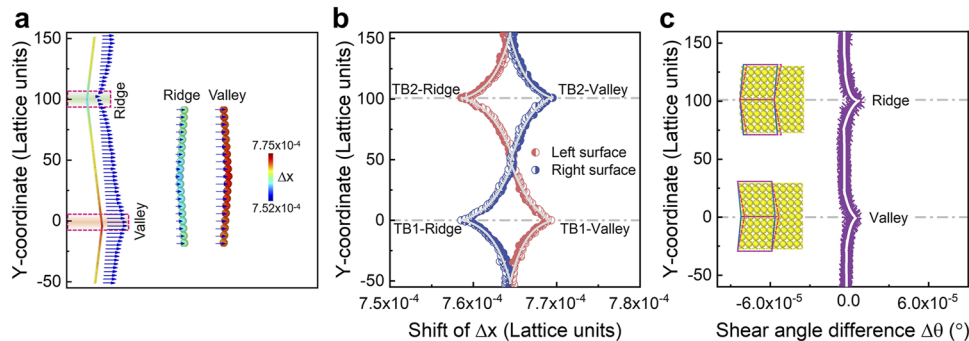 a
b
c
Y-coordinate (Lattice units)
150
100
50
0
-50
Ridge
Valley
Ridge Valley
7.75x10-4
Δx
7.52x10-4
Y-coordinate (Lattice units)
150
100
50
0
-50
TB2-Ridge
TB2-Valley
Left surface
Right surface
TB1-Ridge
TB1-Valley
7.5x10-4 7.6x10-4 7.7x10-4 7.8x10-4
Shift of Δx (Lattice units)
Y-coordinate (Lattice units)
150
100
50
0
-50
Ridge
Valley
-6.0x10-5 0.0 6.0x10-5
Shear angle difference Δθ (°)